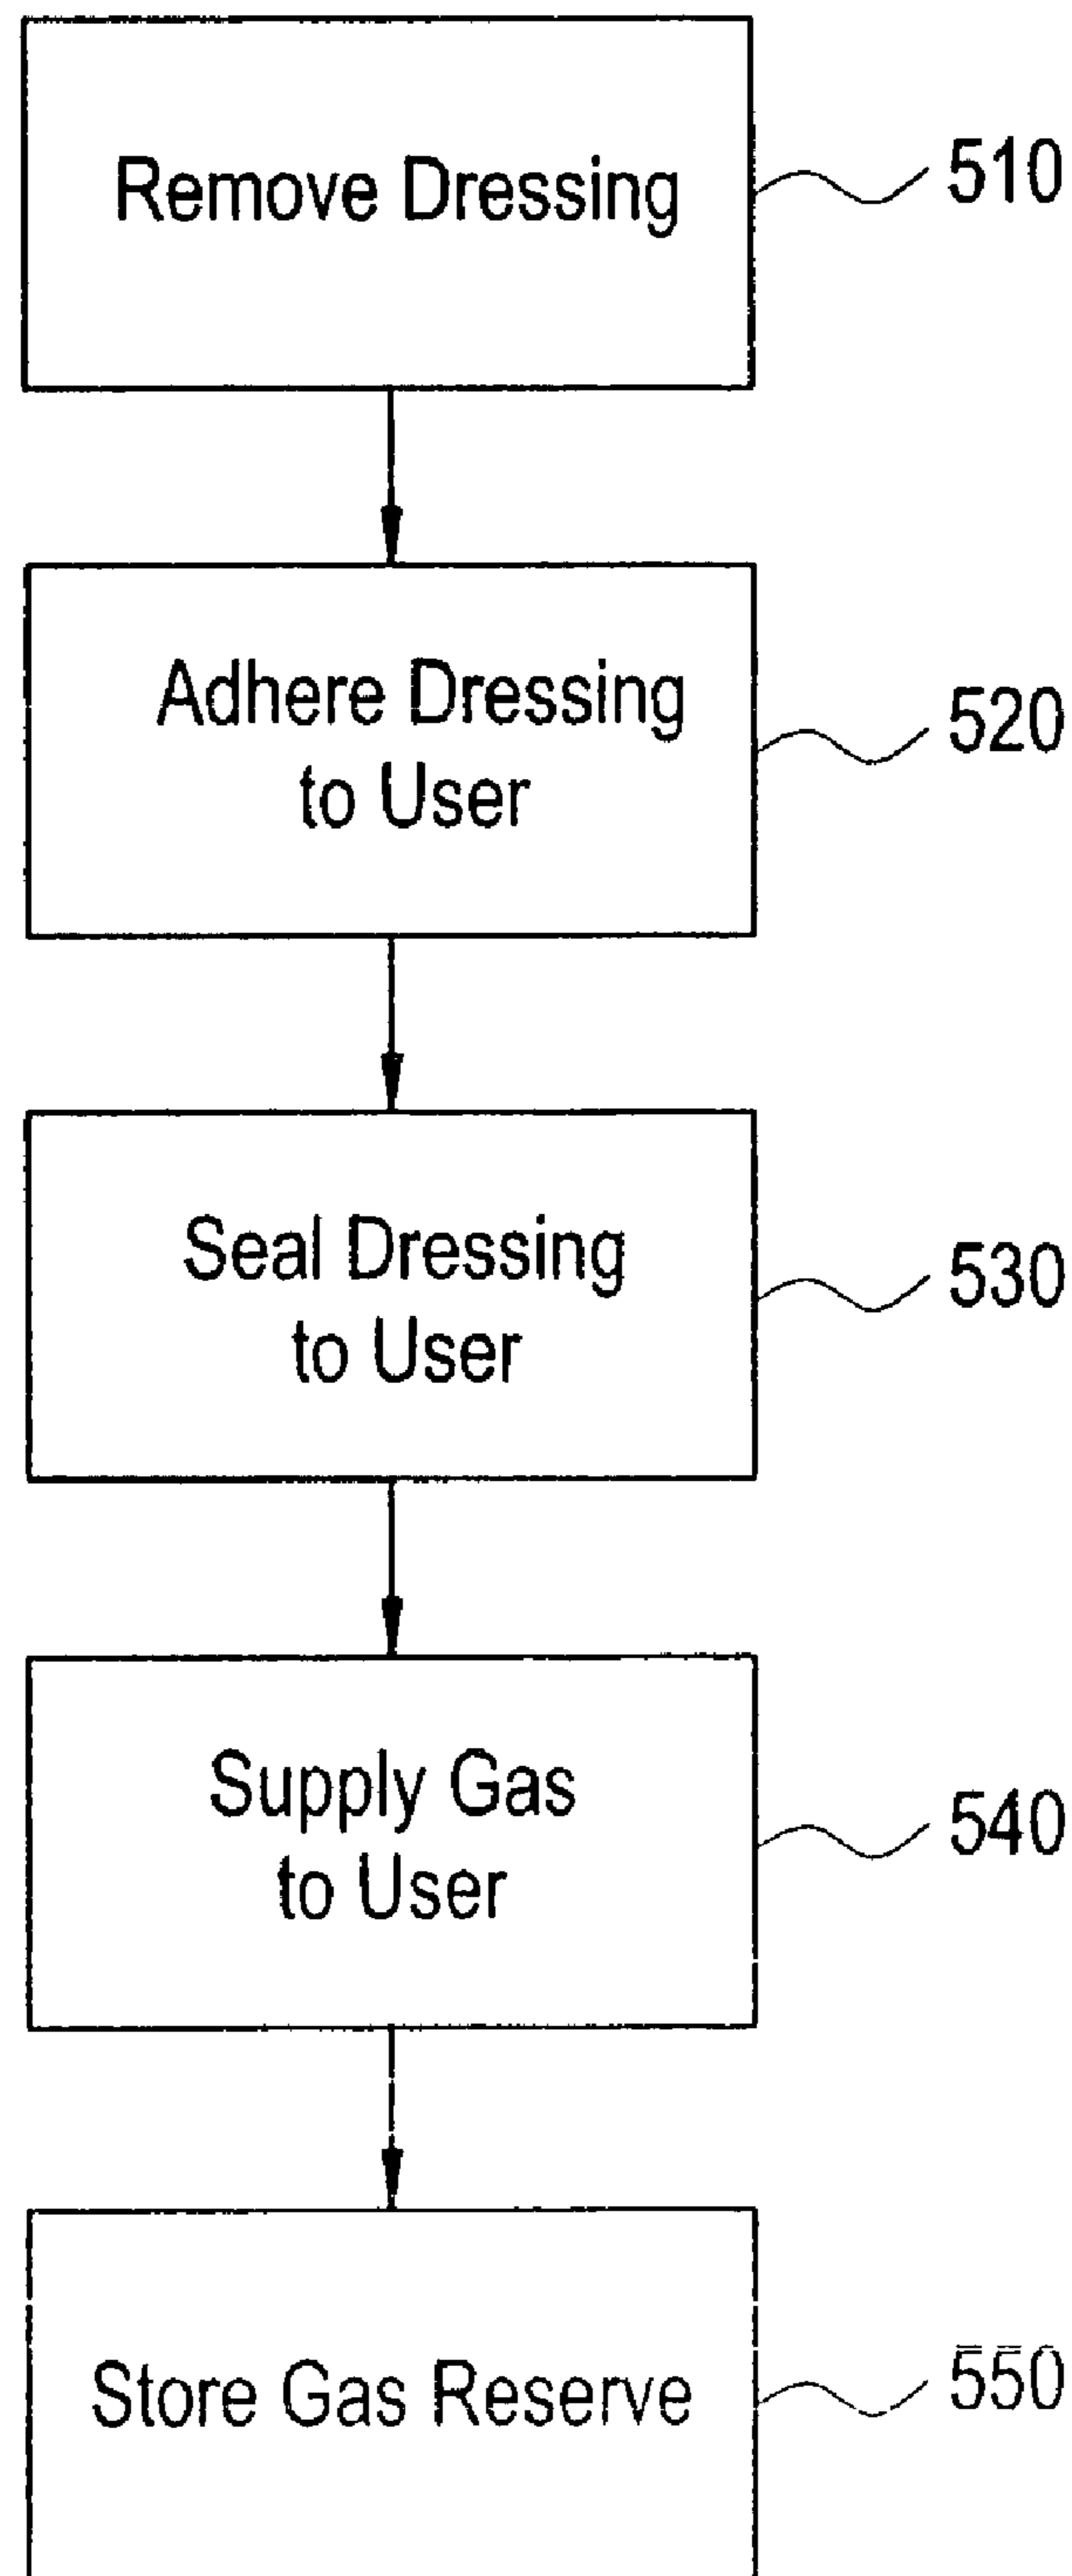 Remove Dressing
510
Adhere Dressing
to User
520
Seal Dressing
to User
530
Supply Gas
to User
540
Store Gas Reserve
550